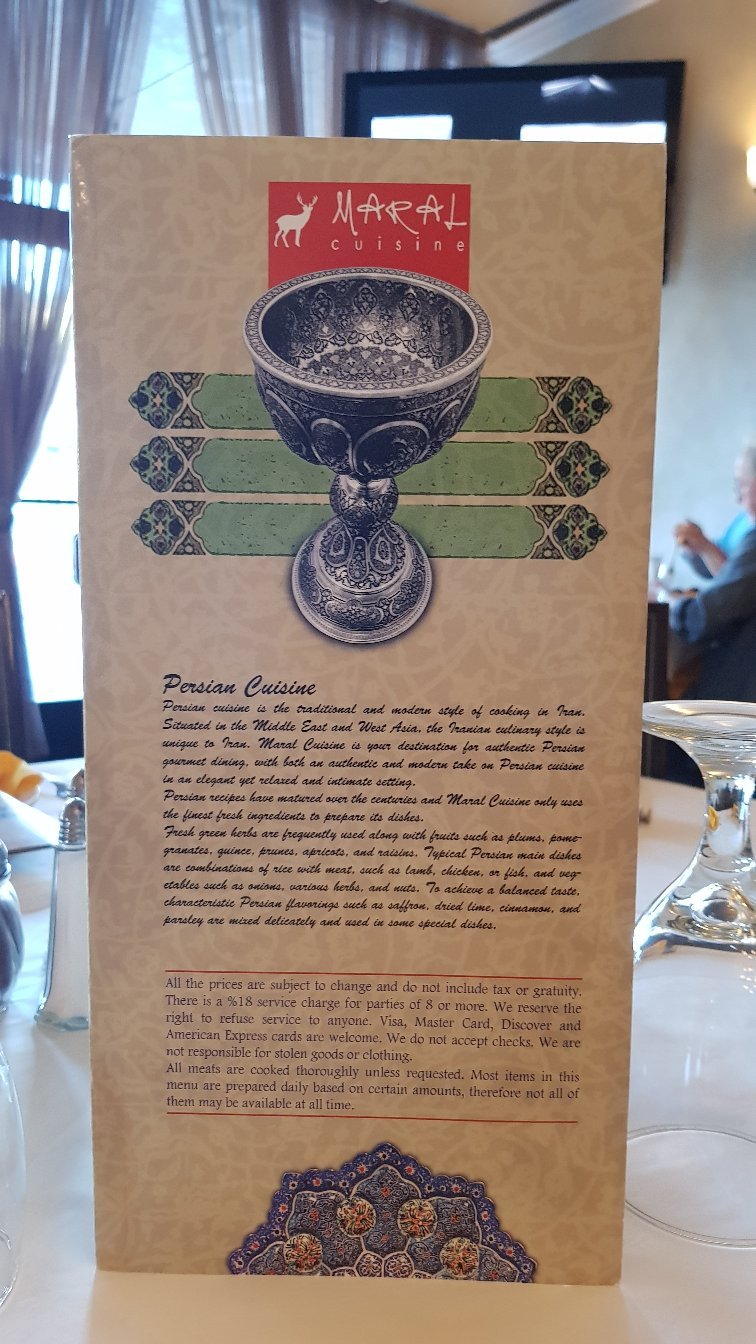 MARAL
cuisine
Persian Cuisine
Persian cuisine is the traditional and modern style of cooking in Iran.
Situated in the Middle East and West Asia, the Iranian culinary style is
unique to Iran. Maral Cuisine is your destination for authentic Persian
gourmet dining, with both an authentic and modern take on Persian cuisine
in an elegant yet relaxed and intimate setting.
Persian recipes have matured over the centuries and Maral Cuisine only uses
the finest fresh ingredients to prepare its dishes.
Fresh green herbs are frequently used along with fruits such as plums, pome-
granates, quince, prunes, apricots, and raisins. Typical Persian main dishes
are combinations of rice with meat, such as lamb, chicken, or fish, and veg-
etables such as onions, various herbs, and nuts. To achieve a balanced taste,
characteristic Persian flavorings such as saffron, dried lime, cinnamon, and
parsley are mixed delicately and used in some special dishes.
All the prices are subject to change and do not include tax or gratuity.
There is a %18 service charge for parties of 8 or more. We reserve the
right to refuse service to anyone. Visa, Master Card, Discover and
American Express cards are welcome. We do not accept checks. We are
not responsible for stolen goods or clothing.
All meats are cooked thoroughly unless requested. Most items in this
menu are prepared daily based on certain amounts, therefore not all of
them may be available at all time.